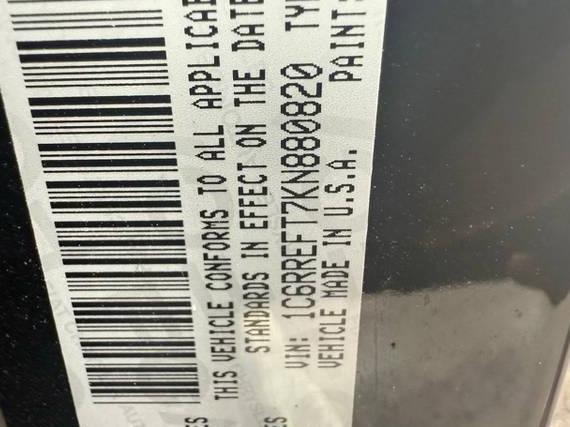 THIS VEHICLE CONFORMS TO ALL APPLICAB
STANDARDS IN EFFECT ON THE DATE
VIN: 1C6RREFT7KN880820 TY
VEHICLE MADE IN U.S.A. PAINT: